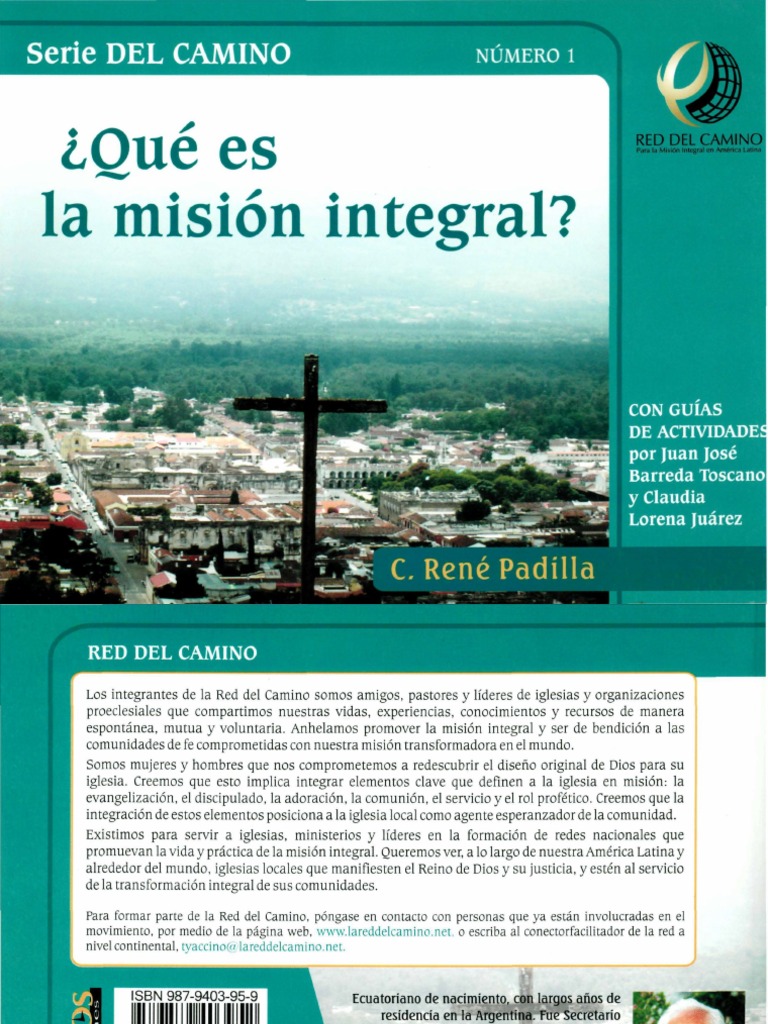 Serie DEL CAMINO
NÚMERO 1
RED DEL CAMINO
Para la Misión Integral en América Latina
¿Qué es
la misión integral?
CON GUÍAS
DE ACTIVIDADES
por Juan José
Barreda Toscano
y Claudia
Lorena Juárez
C. René Padilla
RED DEL CAMINO
Los integrantes de la Red del Camino somos amigos, pastores y líderes de iglesias y organizaciones
proeclesiales que compartimos nuestras vidas, experiencias, conocimientos y recursos de manera
espontánea, mutua y voluntaria. Anhelamos promover la misión integral y ser de bendición a las
comunidades de fe comprometidas con nuestra misión transformadora en el mundo.
Somos mujeres y hombres que nos comprometemos a redescubrir el diseño original de Dios para su
iglesia. Creemos que esto implica integrar elementos clave que definen a la iglesia en misión: la
evangelización, el discipulado, la adoración, la comunión, el servicio y el rol profético. Creemos que la
integración de estos elementos posiciona a la iglesia local como agente esperanzador de la comunidad.
Existimos para servir a iglesias, ministerios y líderes en la formación de redes nacionales que
promuevan la vida y práctica de la misión integral. Queremos ver, a lo largo de nuestra América Latina y
alrededor del mundo, iglesias locales que manifiesten el Reino de Dios y su justicia, y estén al servicio
de la transformación integral de sus comunidades.
Para formar parte de la Red del Camino, póngase en contacto con personas que ya están involucradas en el
movimiento, por medio de la página web, www.lareddelcamino.net. o escriba al conectorfacilitador de la red a
nivel continental, tyaccino@lareddelcamino.net.
ISBN 987-9403-95-9
Ecuatoriano de nacimiento, con largos años de
residencia en la Argentina. Fue Secretario